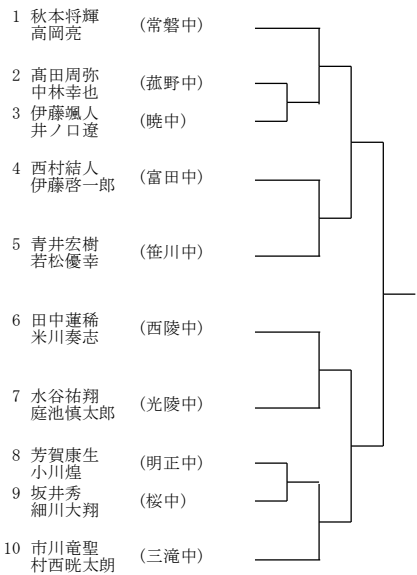 1 秋本将輝 (常磐中)
高岡亮
2 髙田周弥 (菰野中)
中林幸也
3 伊藤颯人 (暁中)
井ノ口遼
4 西村結人 (富田中)
伊藤啓一郎
5 青井宏樹 (笹川中)
若松優幸
6 田中蓮稀 (西陵中)
米川奏志
7 水谷祐翔 (光陵中)
庭池慎太郎
8 芳賀康生 (明正中)
小川煌
9 坂井秀 (桜中)
細川大翔
10 市川竜聖 (三滝中)
村西晄太朗